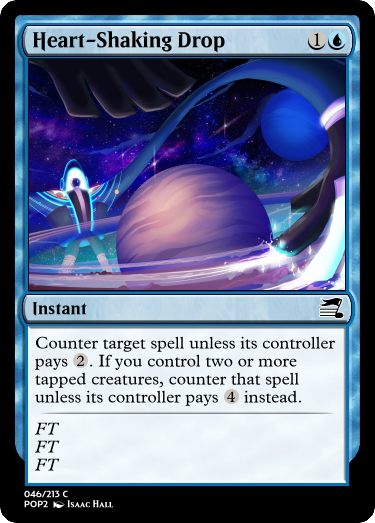 Heart-Shaking Drop 1
Instant
Counter target spell unless its controller
pays 2. If you control two or more
tapped creatures, counter that spell
unless its controller pays 4 instead.
FT
FT
FT
046/213 C
POP2 Isaac Hall